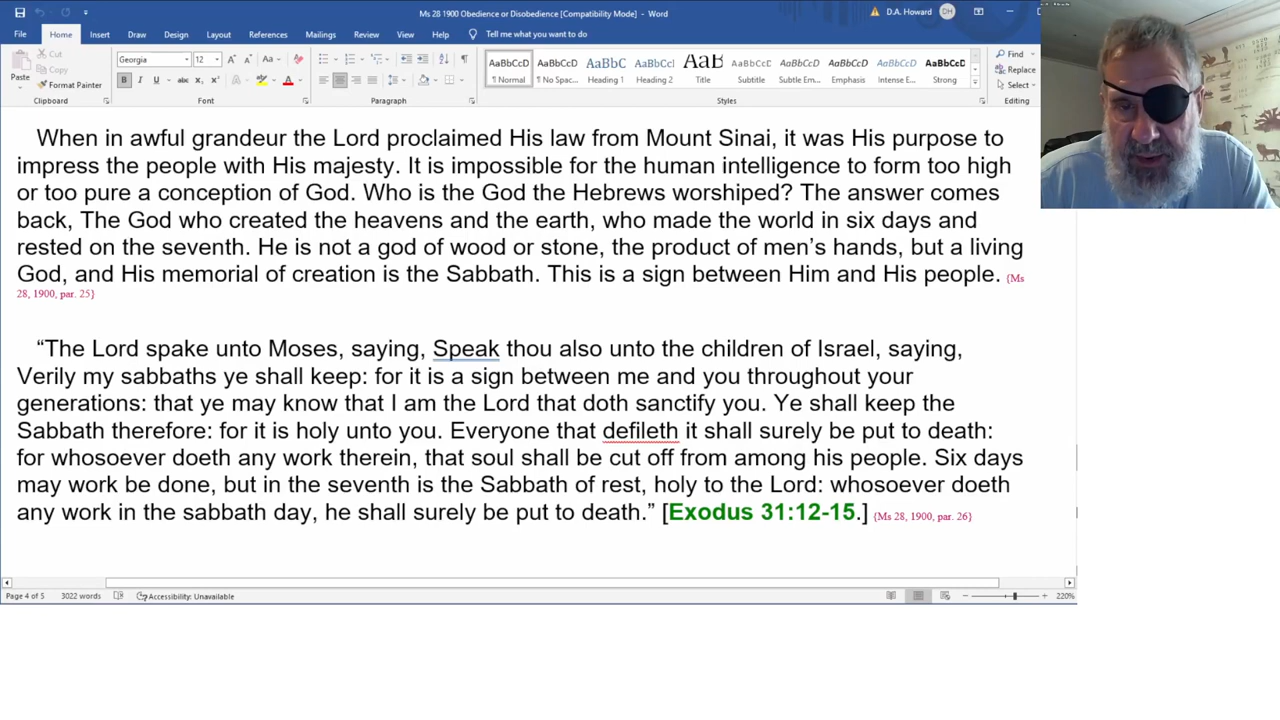 Ms 28 1900 Obedience or Disobedience [Compatibility Mode] - Word
D.A. Howard DH
File Home Insert Draw Design Layout References Mailings Review View Help Tell me what you want to do
Paste
Cut
Copy
Format Painter
Clipboard
Georgia 12
Font
Paragraph
AaBbCcD AaBbCcD AaBbC AaBbCcl AaB AaBbCcD AaBbCcD AaBbCcD AaBbCcD AaBbCcD
¶ Normal ¶ No Spac... Heading 1 Heading 2 Title Subtitle Subtle Em... Emphasis Intense E... Strong
Styles
Find
Replace
Select
Editing
When in awful grandeur the Lord proclaimed His law from Mount Sinai, it was His purpose to
impress the people with His majesty. It is impossible for the human intelligence to form too high
or too pure a conception of God. Who is the God the Hebrews worshiped? The answer comes
back, The God who created the heavens and the earth, who made the world in six days and
rested on the seventh. He is not a god of wood or stone, the product of men’s hands, but a living
God, and His memorial of creation is the Sabbath. This is a sign between Him and His people. {Ms
28, 1900, par. 25}
“The Lord spake unto Moses, saying, Speak thou also unto the children of Israel, saying,
Verily my sabbaths ye shall keep: for it is a sign between me and you throughout your
generations: that ye may know that I am the Lord that doth sanctify you. Ye shall keep the
Sabbath therefore: for it is holy unto you. Everyone that defileth it shall surely be put to death:
for whosoever doeth any work therein, that soul shall be cut off from among his people. Six days
may work be done, but in the seventh is the Sabbath of rest, holy to the Lord: whosoever doeth
any work in the sabbath day, he shall surely be put to death.” [Exodus 31:12-15.] {Ms 28, 1900, par. 26}
Page 4 of 5 3022 words Accessibility: Unavailable 220%